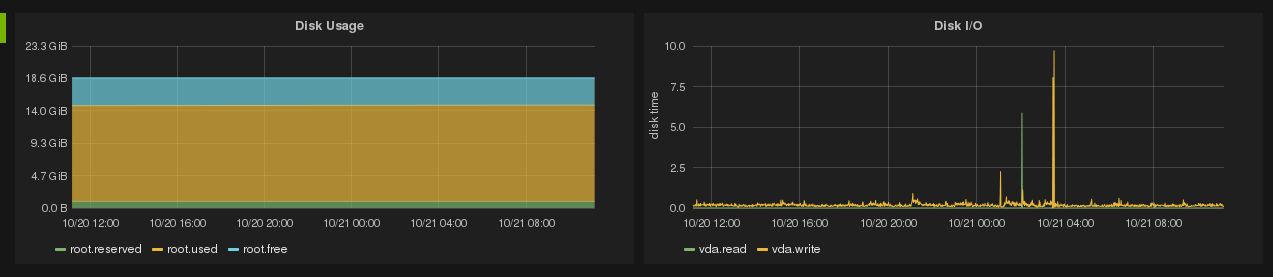 Disk Usage
23.3 GiB
18.6 GiB
14.0 GiB
9.3 GiB
4.7 GiB
0.0 B
10/20 12:00 10/20 16:00 10/20 20:00 10/21 00:00 10/21 04:00 10/21 08:00
root.reserved root.used root.free
Disk I/O
disk time
10.0
7.5
5.0
2.5
0.0
10/20 12:00 10/20 16:00 10/20 20:00 10/21 00:00 10/21 04:00 10/21 08:00
vda.read vda.write